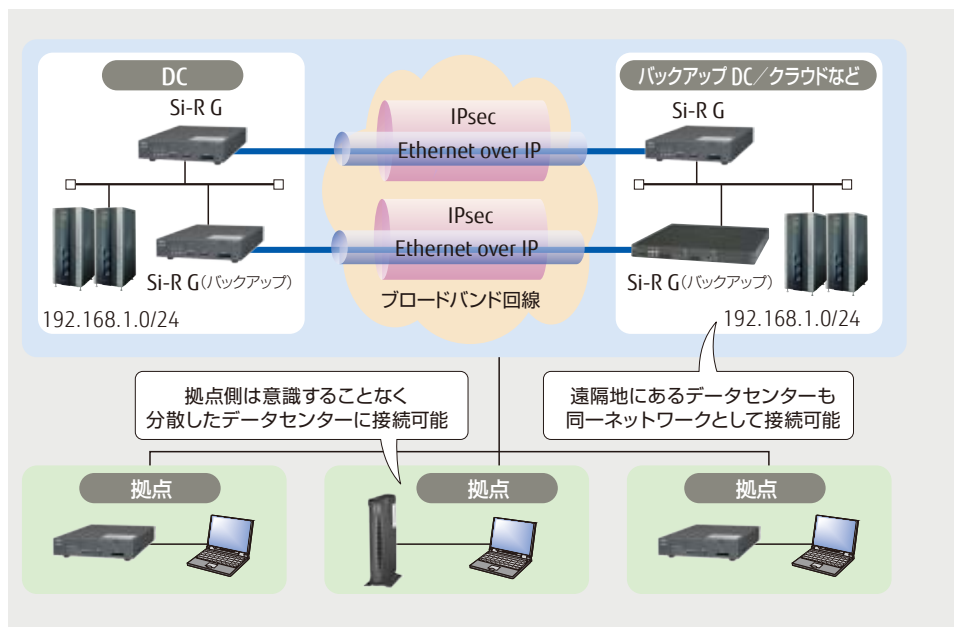 DC
Si-R G
Si-R G(バックアップ)
192.168.1.0/24
IPsec
Ethernet over IP
IPsec
Ethernet over IP
ブロードバンド回線
バックアップDC/クラウドなど
Si-R G
Si-R G(バックアップ)
192.168.1.0/24
拠点側は意識することなく
分散したデータセンターに接続可能
遠隔地にあるデータセンターも
同一ネットワークとして接続可能
拠点
拠点
拠点